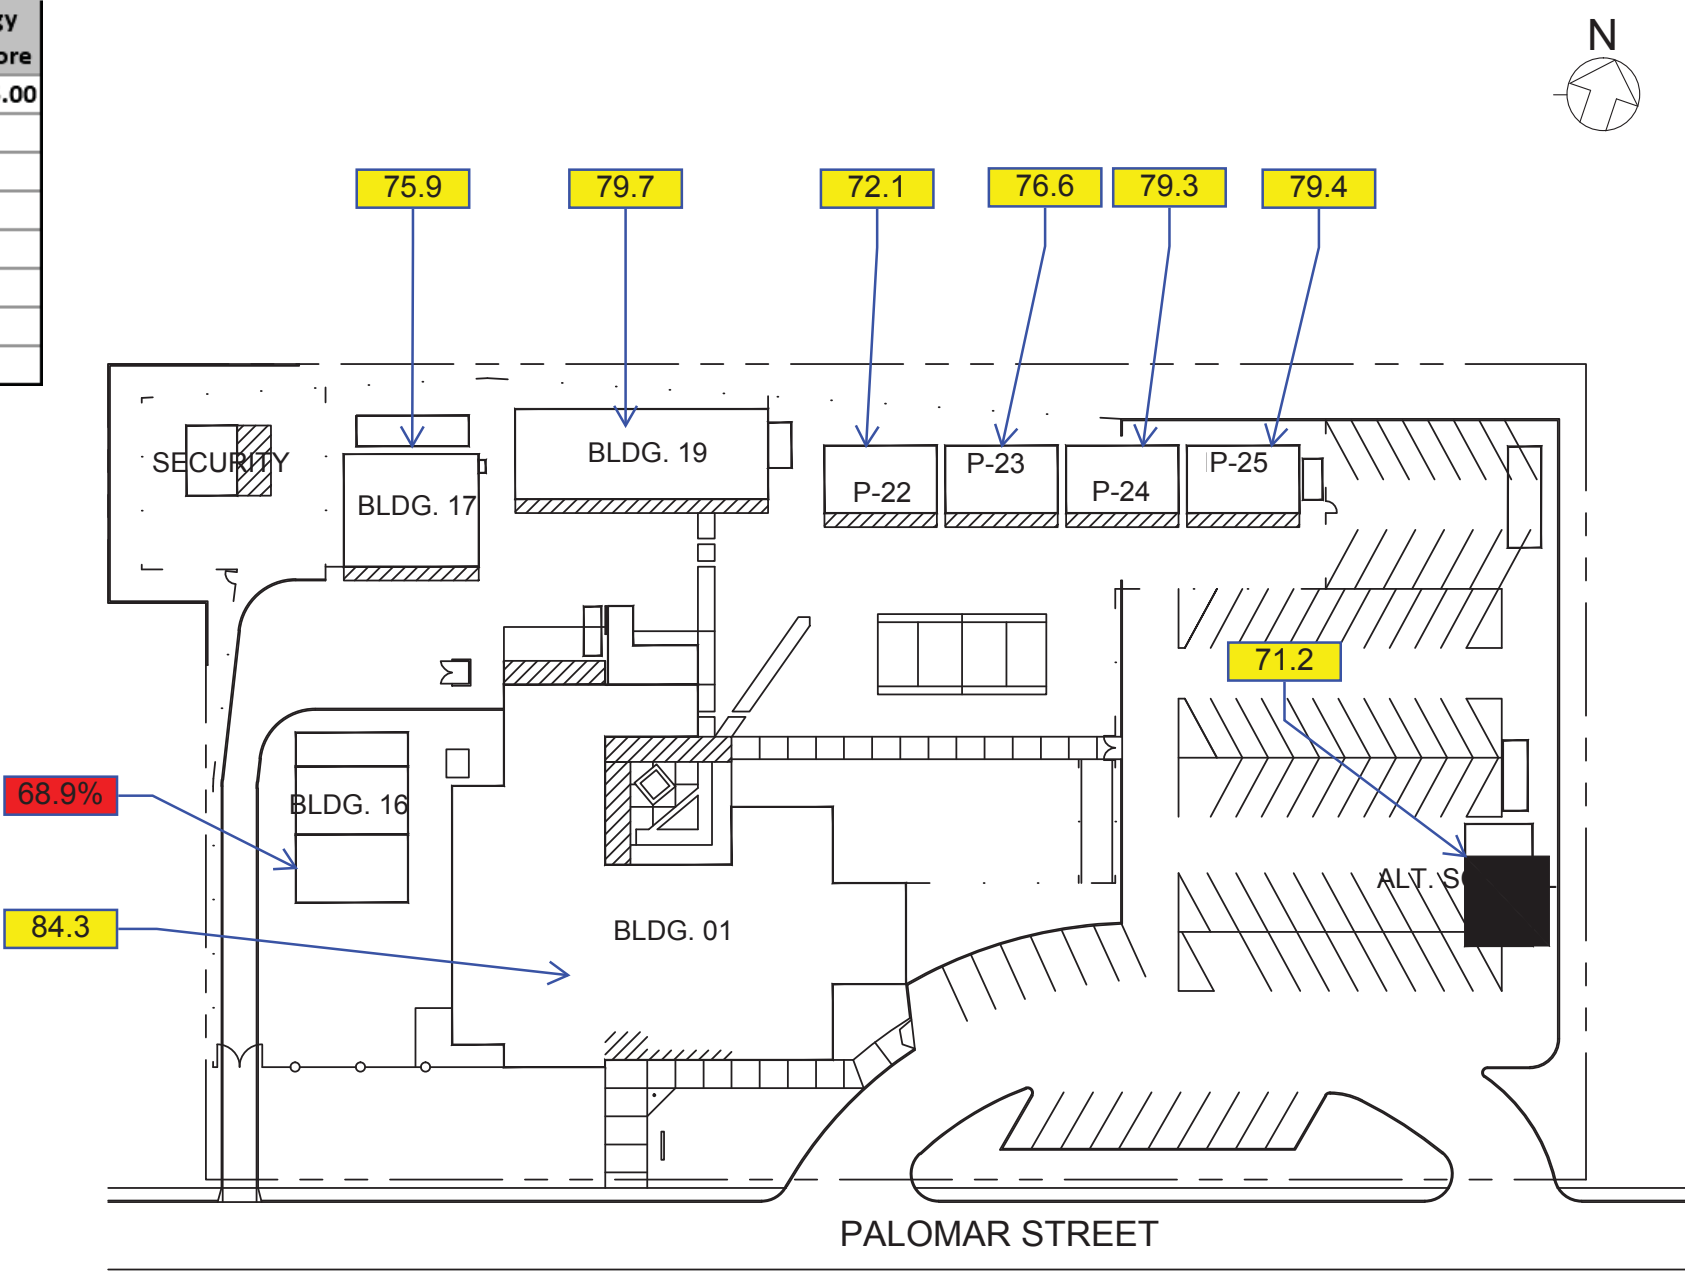 N
75.9
79.7
72.1
76.6
79.3
79.4
SECURITY
BLDG. 17
BLDG. 19
P-22
P-23
P-24
P-25
71.2
68.9%
BLDG. 16
84.3
BLDG. 01
ALT.
PALOMAR STREET